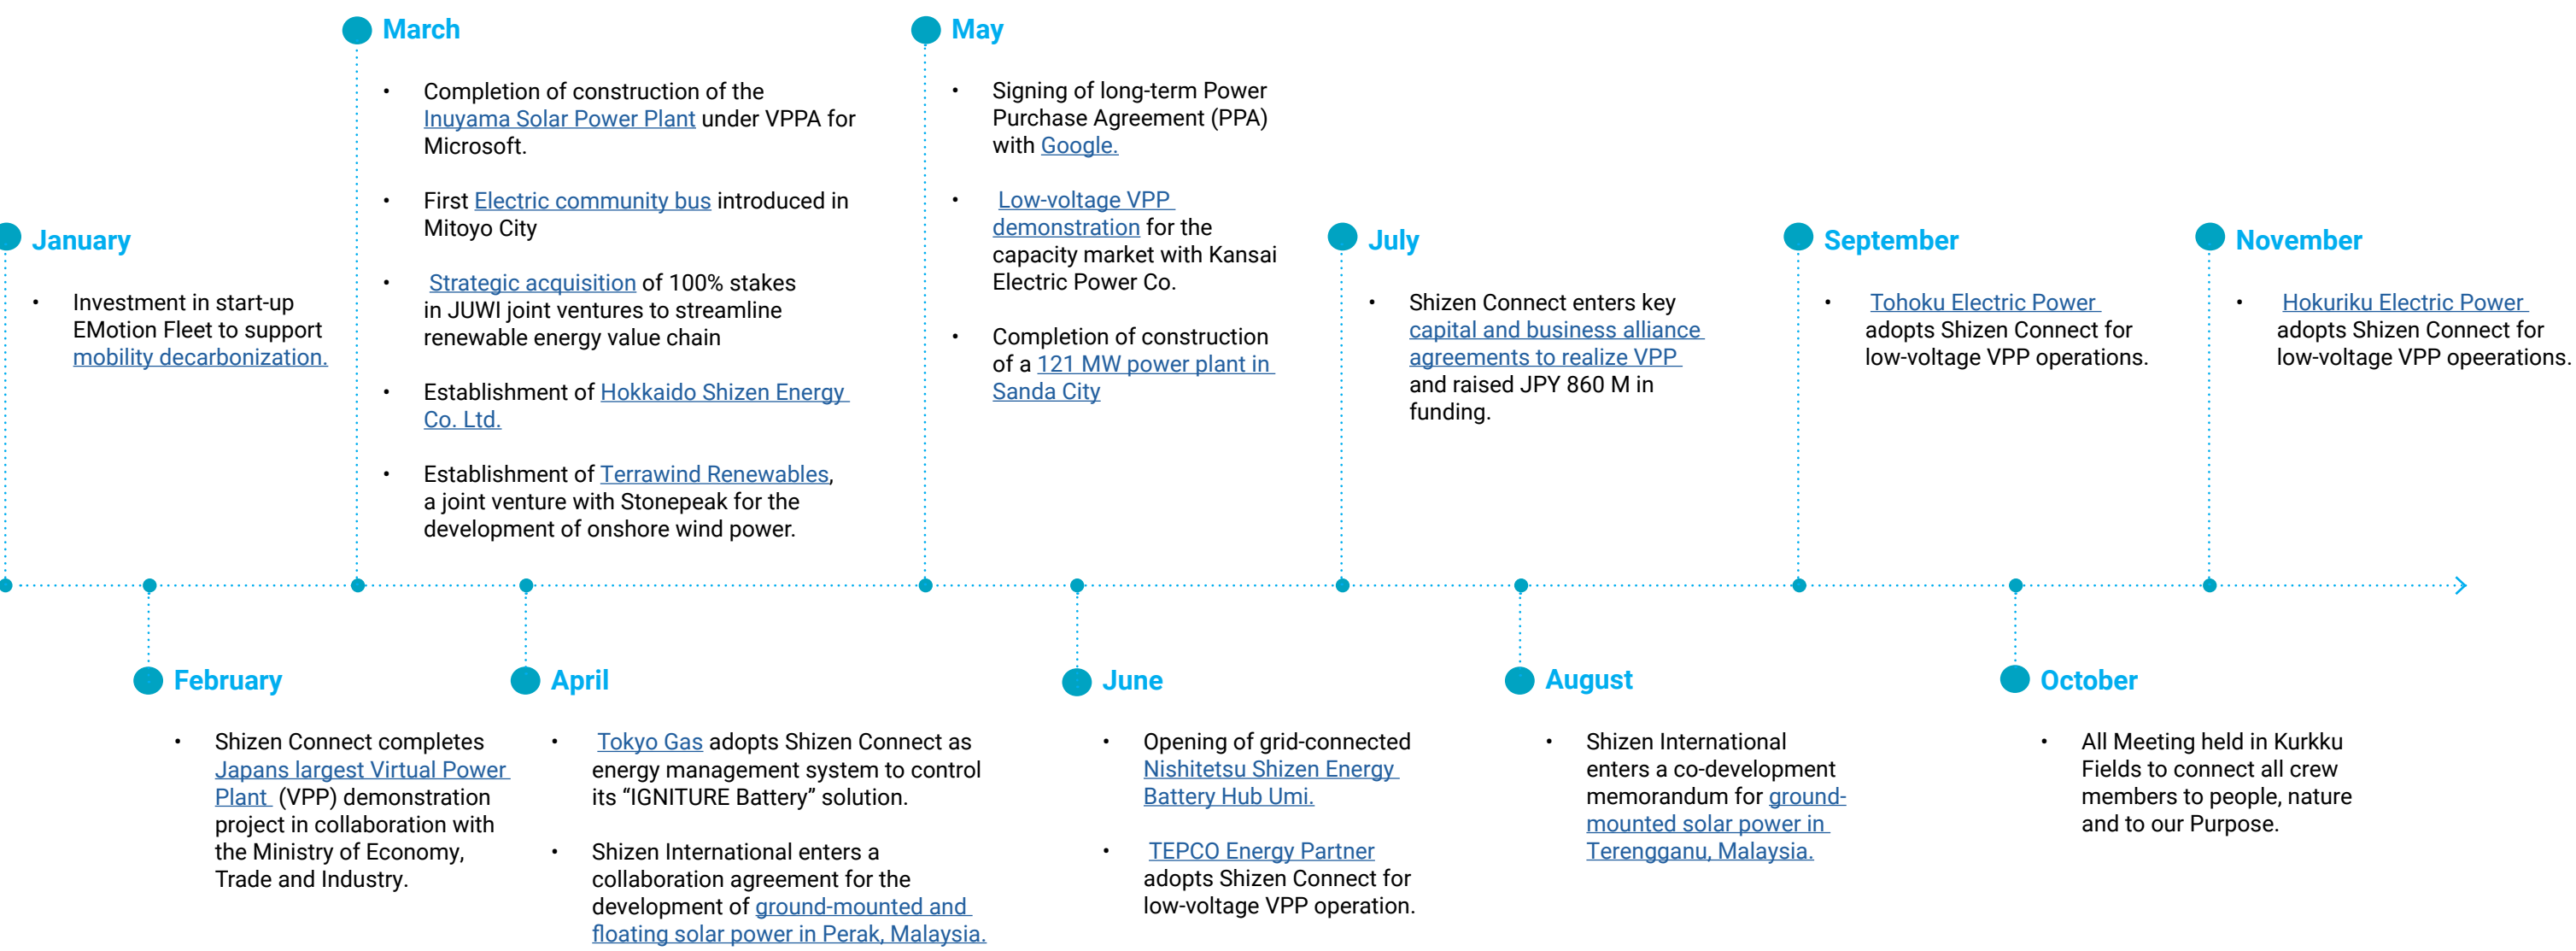 January
• Investment in start-up
EMotion Fleet to support
mobility decarbonization.
February
• Shizen Connect completes
Japans largest Virtual Power
Plant (VPP) demonstration
project in collaboration with
the Ministry of Economy,
Trade and Industry.
March
• Completion of construction of the
Inuyama Solar Power Plant under VPPA for
Microsoft.
• First Electric community bus introduced in
Mitoyo City
• Strategic acquisition of 100% stakes
in JUWI joint ventures to streamline
renewable energy value chain
• Establishment of Hokkaido Shizen Energy
Co. Ltd.
• Establishment of Terrawind Renewables,
a joint venture with Stonepeak for the
development of onshore wind power.
April
• Tokyo Gas adopts Shizen Connect as
energy management system to control
its “IGNITURE Battery” solution.
• Shizen International enters a
collaboration agreement for the
development of ground-mounted and
floating solar power in Perak, Malaysia.
May
• Signing of long-term Power
Purchase Agreement (PPA)
with Google.
• Low-voltage VPP
demonstration for the
capacity market with Kansai
Electric Power Co.
• Completion of construction
of a 121 MW power plant in
Sanda City
June
• Opening of grid-connected
Nishitetsu Shizen Energy
Battery Hub Umi.
• TEPCO Energy Partner
adopts Shizen Connect for
low-voltage VPP operation.
July
• Shizen Connect enters key
capital and business alliance
agreements to realize VPP
and raised JPY 860 M in
funding.
August
• Shizen International
enters a co-development
memorandum for ground-
mounted solar power in
Terengganu, Malaysia.
September
• Tohoku Electric Power
adopts Shizen Connect for
low-voltage VPP operations.
October
• All Meeting held in Kurkku
Fields to connect all crew
members to people, nature
and to our Purpose.
November
• Hokuriku Electric Power
adopts Shizen Connect for
low-voltage VPP opeerations.